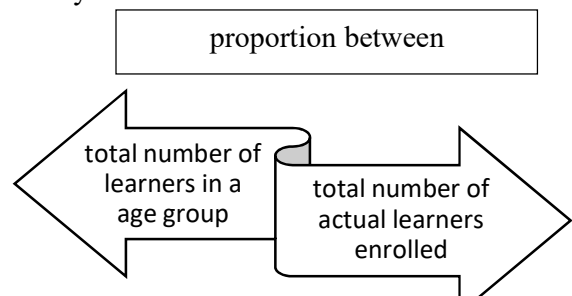 proportion between
total number of
learners in a
age group
total number of
actual learners
enrolled